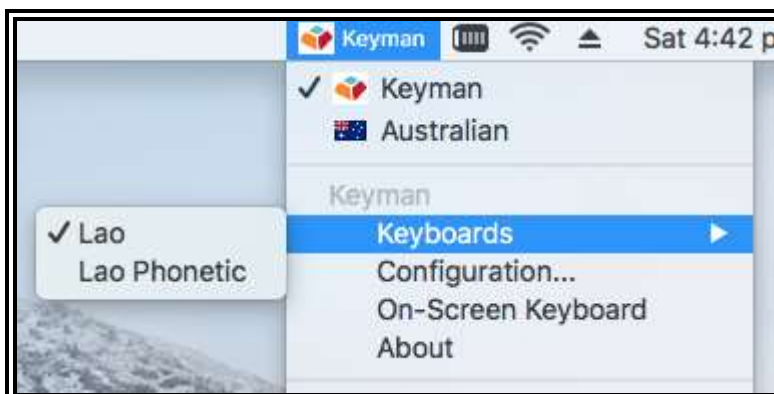 Keyman Sat 4:42 p
✓ Keyman
Australian
Keyman
Keyboards
Configuration...
On-Screen Keyboard
About
✓ Lao
Lao Phonetic